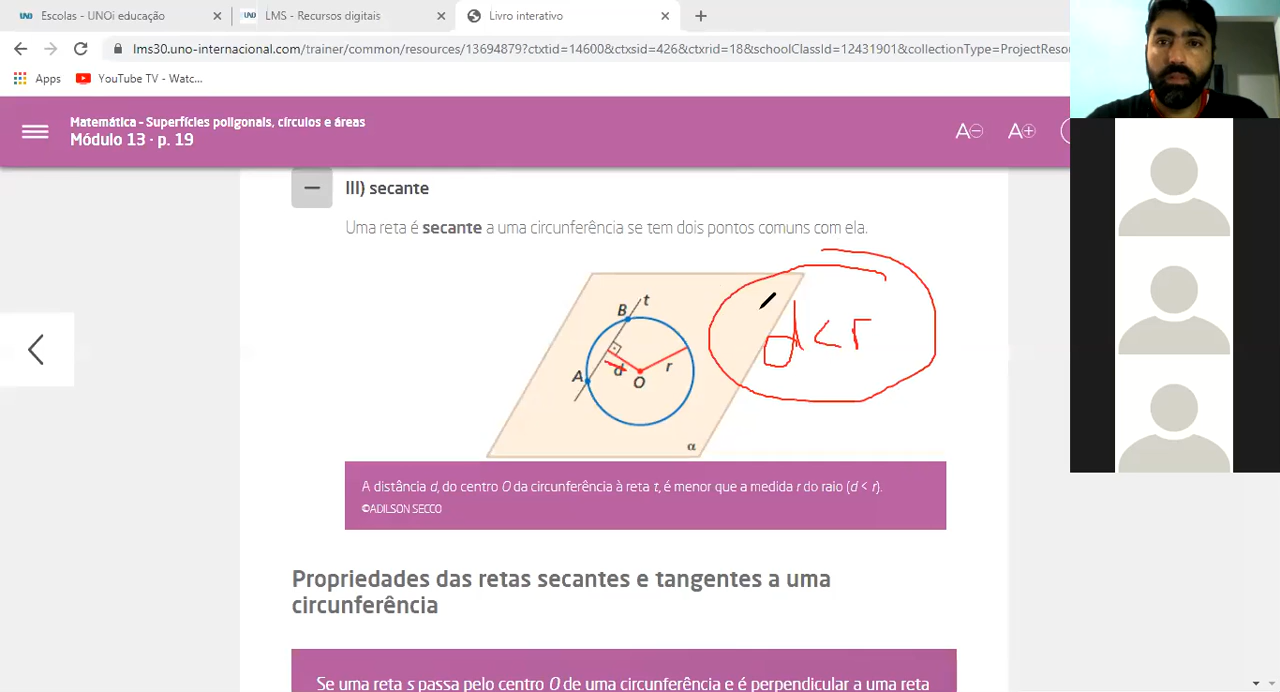 Escolas - UNOi educação
LMS - Recursos digitais
Livro interativo
lms30.uno-internacional.com/trainer/common/resources/13694879?ctxtid=14600&ctxsid=426&ctxrid=18&schoolClassId=12431901&collectionType=ProjectResou
Apps
YouTube TV - Watc...
Matemática - Superfícies poligonais, círculos e áreas
Módulo 13 · p. 19
A
A+
III) secante
Uma reta é secante a uma circunferência se tem dois pontos comuns com ela.
B t
d < r
A d O r
α
A distância d, do centro O da circunferência à reta t, é menor que a medida r do raio (d < r).
©ADILSON SECCO
Propriedades das retas secantes e tangentes a uma
circunferência
Se uma reta s passa pelo centro O de uma circunferência e é perpendicular a uma reta